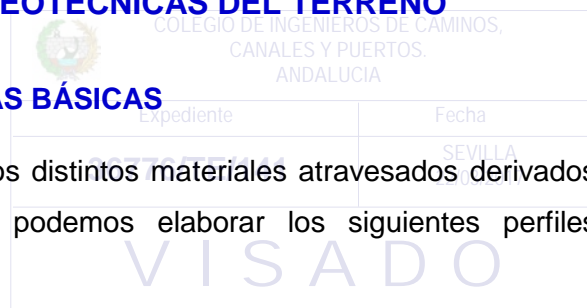 EOTÉCNICAS DEL TERRENO
COLEGIO DE INGENIEROS DE CAMINOS,
CANALES Y PUERTOS.
ANDALUCIA
AS BÁSICAS
Expediente Fecha
SEVILLA
os distintos materiales atravesados derivados
podemos elaborar los siguientes perfiles
VISADO